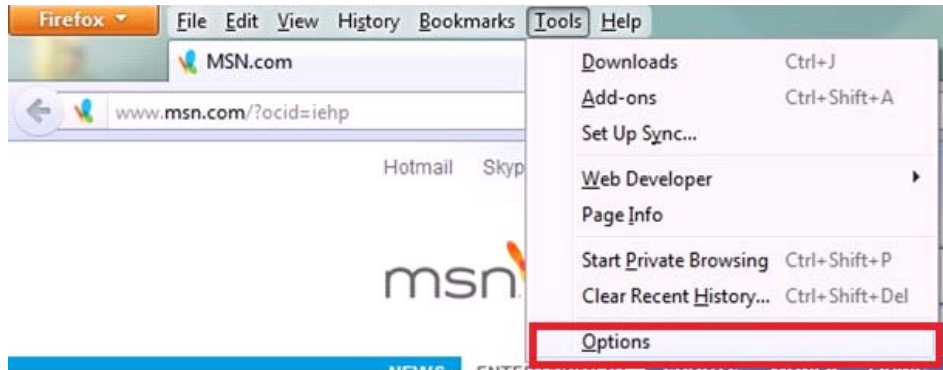 Firefox File Edit View History Bookmarks Tools Help
MSN.com
www.msn.com/?ocid=iehp
Hotmail
msn
Downloads Ctrl+J
Add-ons Ctrl+Shift+A
Set Up Sync...
Web Developer
Page Info
Start Private Browsing Ctrl+Shift+P
Clear Recent History... Ctrl+Shift+Del
Options
NEWS